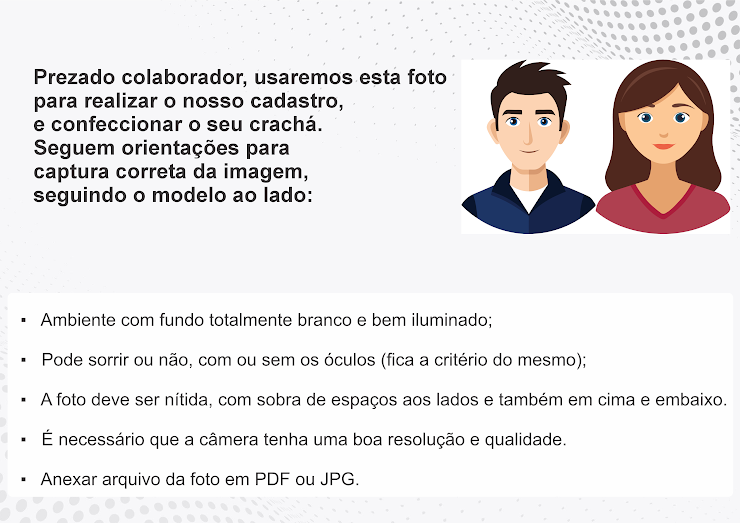 Prezado colaborador, usaremos esta foto
para realizar o nosso cadastro,
e confeccionar o seu crachá.
Seguem orientações para
captura correta da imagem,
seguindo o modelo ao lado:
▪ Ambiente com fundo totalmente branco e bem iluminado;
▪ Pode sorrir ou não, com ou sem os óculos (fica a critério do mesmo);
▪ A foto deve ser nítida, com sobra de espaços aos lados e também em cima e embaixo.
▪ É necessário que a câmera tenha uma boa resolução e qualidade.
▪ Anexar arquivo da foto em PDF ou JPG.